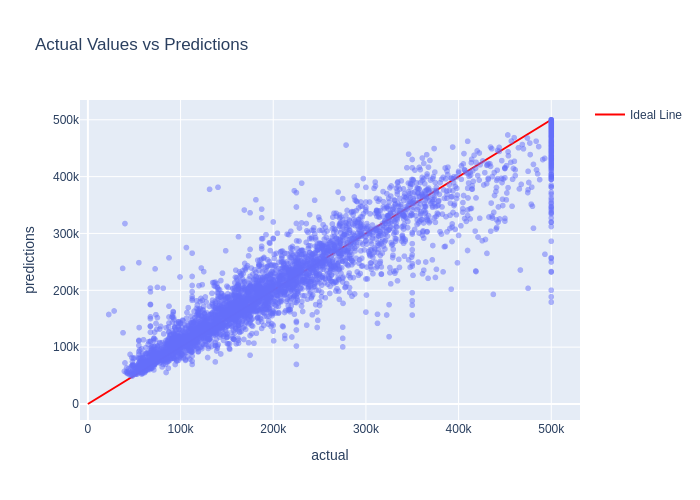 Actual Values vs Predictions
Ideal Line
500k
400k
300k
200k
100k
0
predictions
0
100k
200k
300k
400k
500k
actual